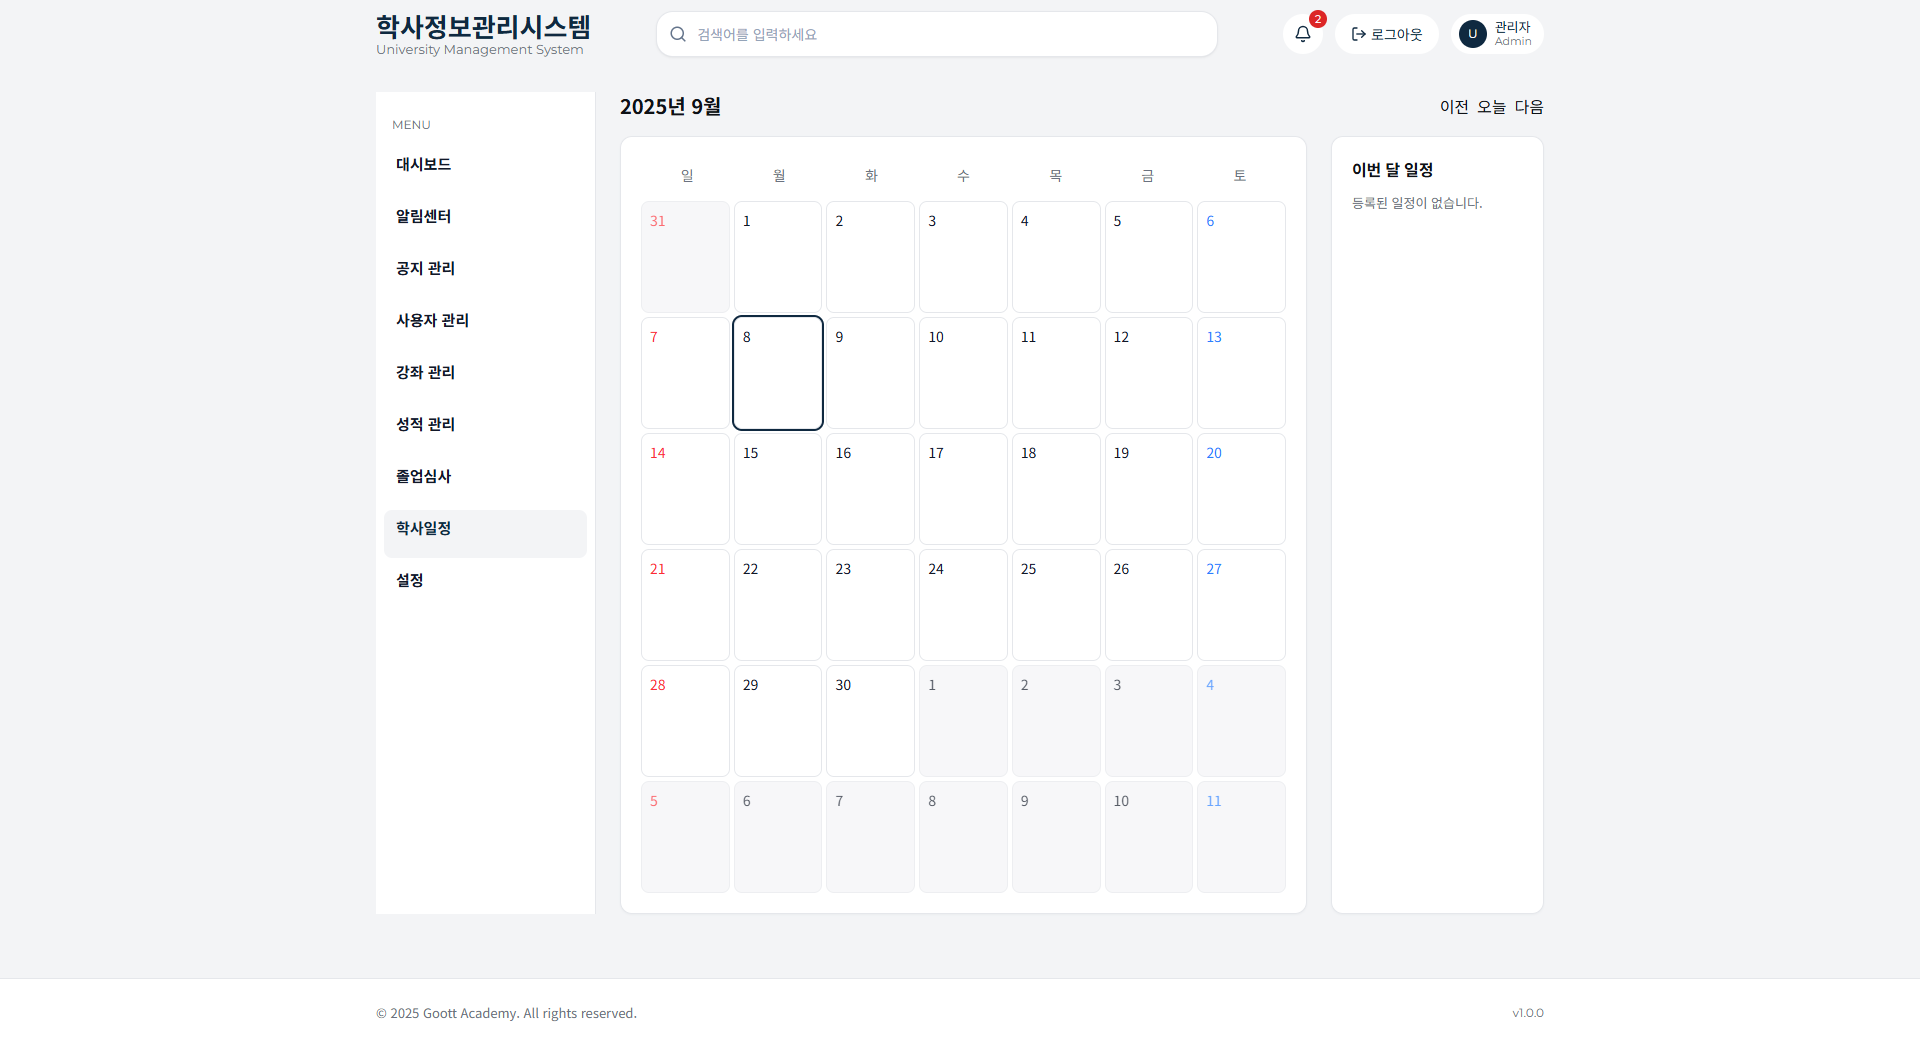 학사정보관리시스템
University Management System
검색어를 입력하세요
2
로그아웃
U
관리자
Admin
MENU
대시보드
알림센터
공지 관리
사용자 관리
강좌 관리
성적 관리
졸업심사
학사일정
설정
2025년 9월
이전 오늘 다음
일 월 화 수 목 금 토
31 1 2 3 4 5 6
7 8 9 10 11 12 13
14 15 16 17 18 19 20
21 22 23 24 25 26 27
28 29 30 1 2 3 4
5 6 7 8 9 10 11
이번 달 일정
등록된 일정이 없습니다.
© 2025 Goott Academy. All rights reserved.
v1.0.0